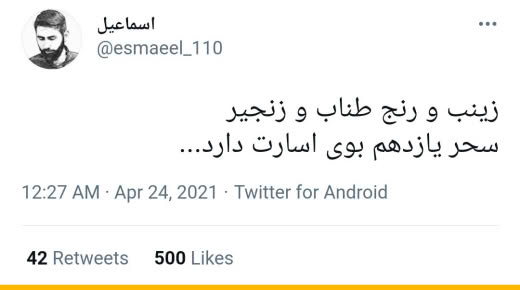 اسماعیل
@esmaeel_110
زینب و رنج طناب و زنجیر
سحر یازدهم بوی اسارت دارد...
12:27 AM · Apr 24, 2021 · Twitter for Android
42 Retweets 500 Likes